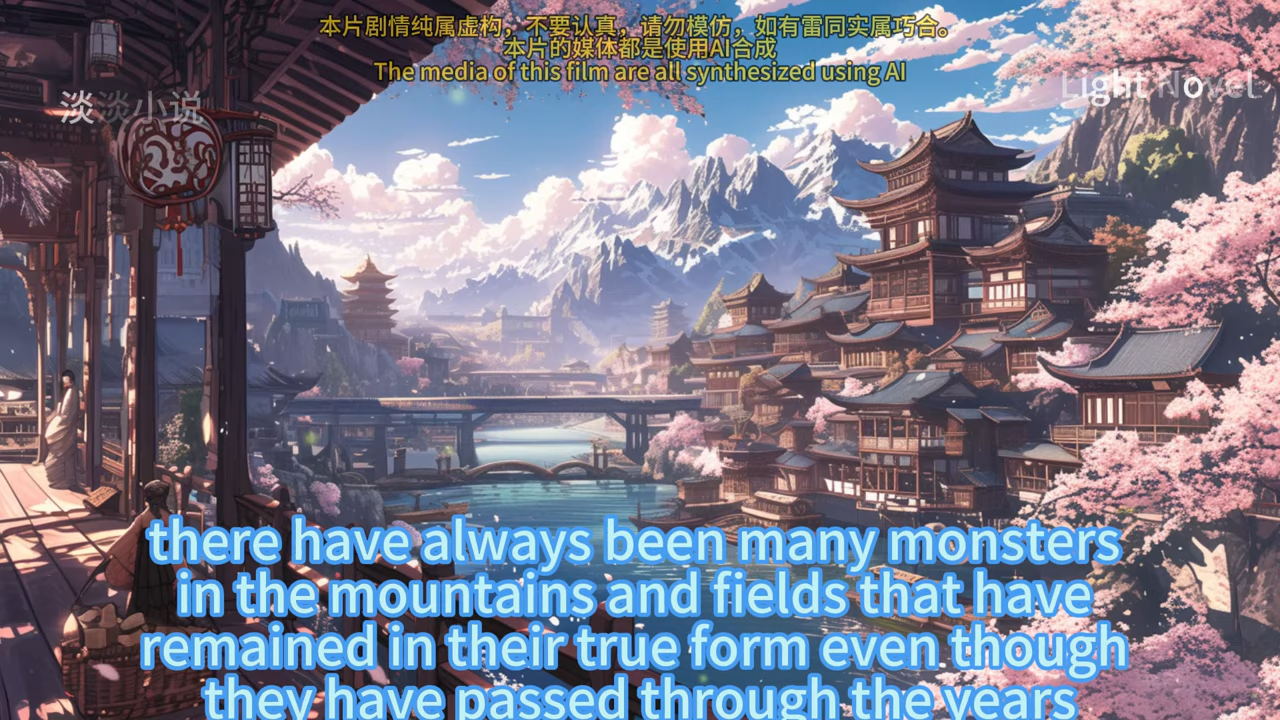 本片剧情纯属虚构，不要认真，请勿模仿，如有雷同实属巧合。
本片的媒体都是使用AI合成
The media of this film are all synthesized using AI
淡淡小说
Light Novel
there have always been many monsters
in the mountains and fields that have
remained in their true form even though
they have passed through the years